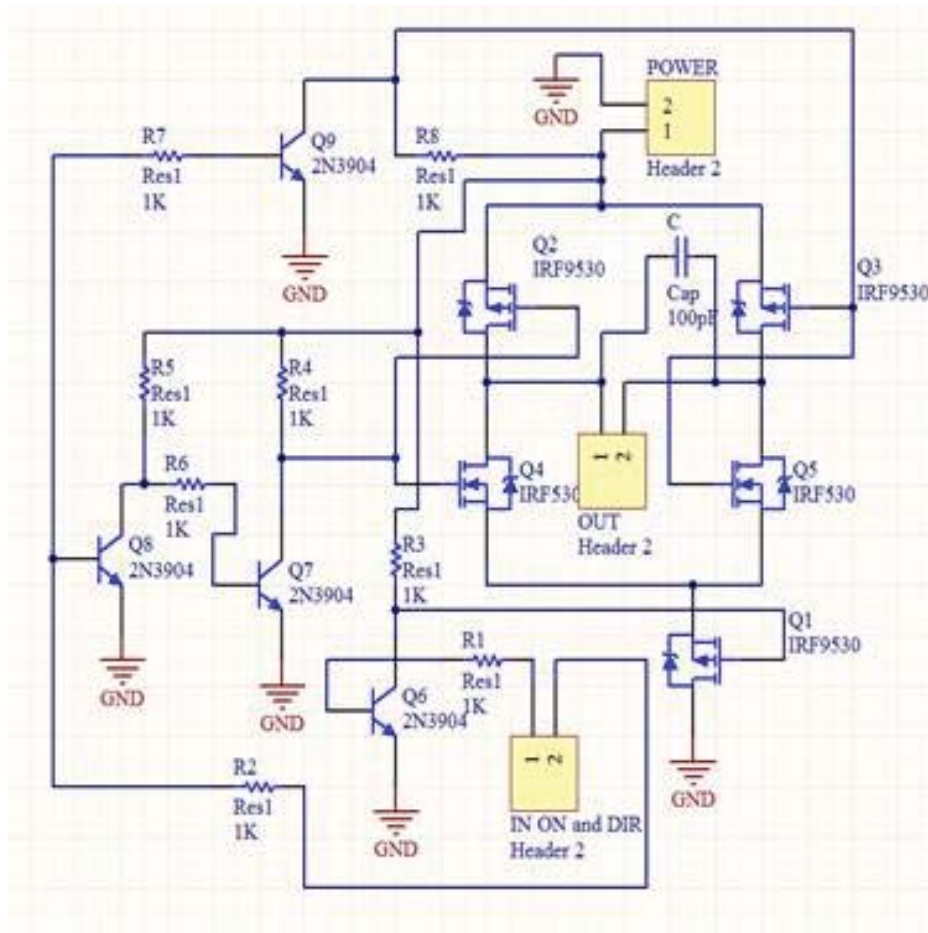 POWER
2
1
Header 2
GND
R7
Res1
1K
Q9
2N3904
GND
R8
Res1
1K
Q2
IRF9530
C
Cap
100pF
Q3
IRF9530
R5
Res1
1K
R4
Res1
1K
R6
Res1
1K
Q4
IRF530
1 2
OUT
Header 2
Q5
IRF530
Q8
2N3904
GND
Q7
2N3904
GND
R3
Res1
1K
R1
Res1
1K
Q1
IRF9530
GND
Q6
2N3904
GND
1 2
IN ON and DIR
Header 2
R2
Res1
1K